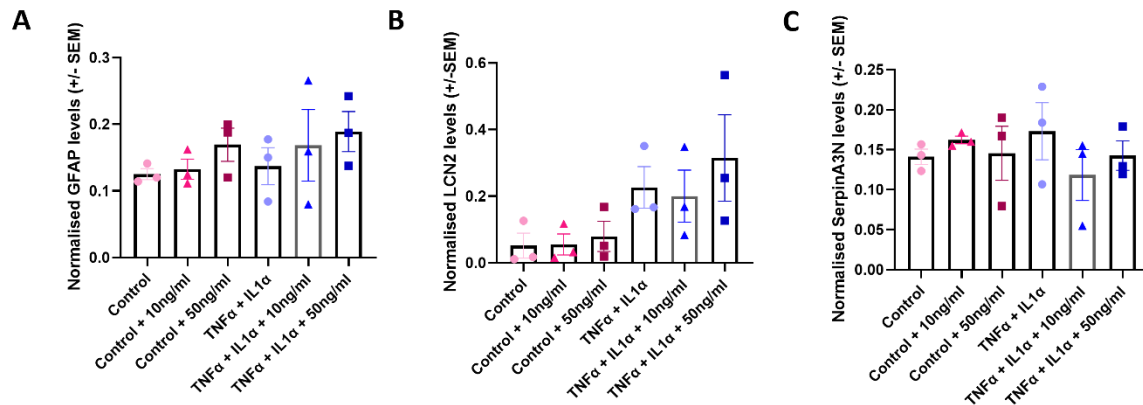 A
Normalised GFAP levels (+/- SEM)
0.3
0.2
0.1
0.0
Control
Control + 10ng/ml
Control + 50ng/ml
TNFα + IL1α
TNFα + IL1α + 10ng/ml
TNFα + IL1α + 50ng/ml
B
Normalised LCN2 levels (+/-SEM)
0.6
0.4
0.2
0.0
Control
Control + 10ng/ml
Control + 50ng/ml
TNFα + IL1α
TNFα + IL1α + 10ng/ml
TNFα + IL1α + 50ng/ml
C
Normalised SerpinA3N levels (+/- SEM)
0.25
0.20
0.15
0.10
0.05
0.00
Control
Control + 10ng/ml
Control + 50ng/ml
TNFα + IL1α
TNFα + IL1α + 10ng/ml
TNFα + IL1α + 50ng/ml